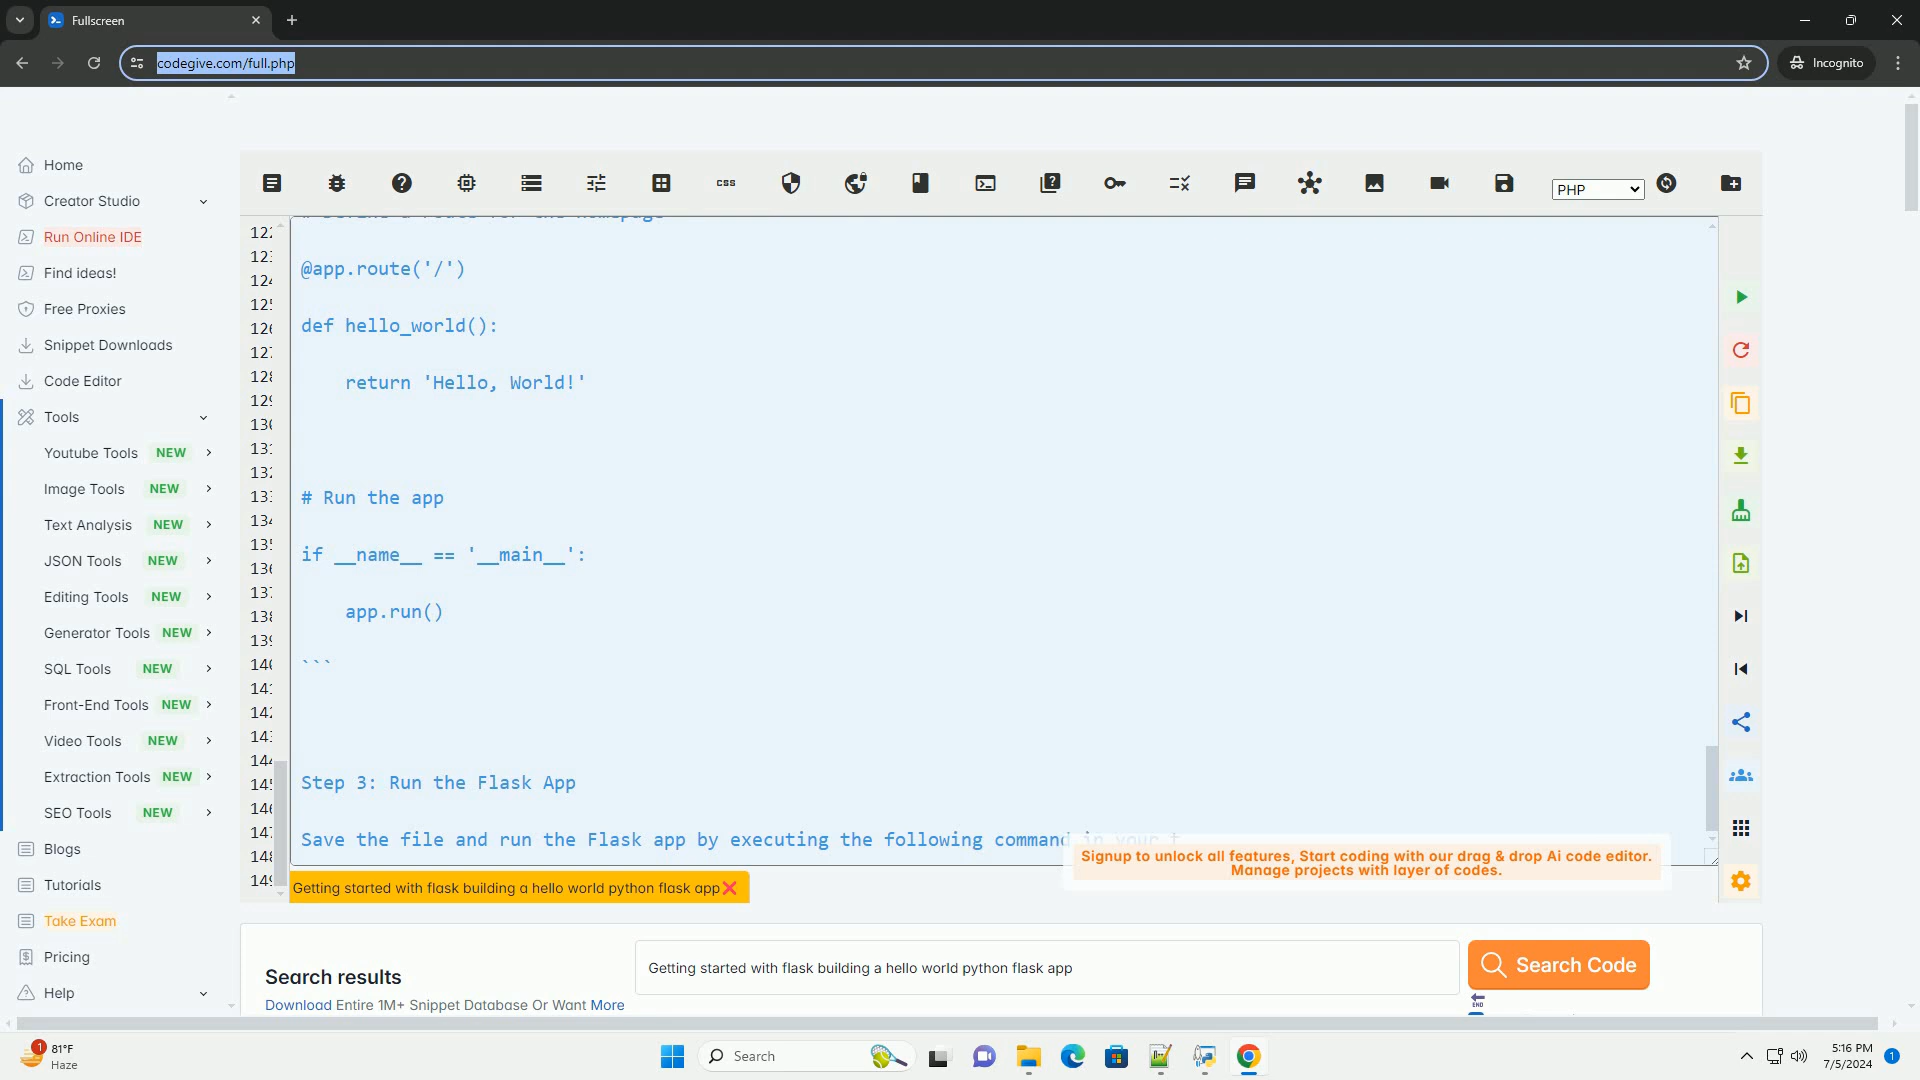 Fullscreen
codegive.com/full.php
Incognito
Home
Creator Studio
Run Online IDE
Find ideas!
Free Proxies
Snippet Downloads
Code Editor
Tools
Youtube Tools NEW
Image Tools NEW
Text Analysis NEW
JSON Tools NEW
Editing Tools NEW
Generator Tools NEW
SQL Tools NEW
Front-End Tools NEW
Video Tools NEW
Extraction Tools NEW
SEO Tools NEW
Blogs
Tutorials
Take Exam
Pricing
Help
css
PHP
@app.route('/')
def hello_world():
return 'Hello, World!'
# Run the app
if __name__ == '__main__':
app.run()
```
Step 3: Run the Flask App
Save the file and run the Flask app by executing the following command in your
Signup to unlock all features, Start coding with our drag & drop Ai code editor.
Manage projects with layer of codes.
Getting started with flask building a hello world python flask app
Search results
Download Entire 1M+ Snippet Database Or Want More
Getting started with flask building a hello world python flask app
Search Code
END
1
81°F
Haze
Search
5:16 PM
7/5/2024
1